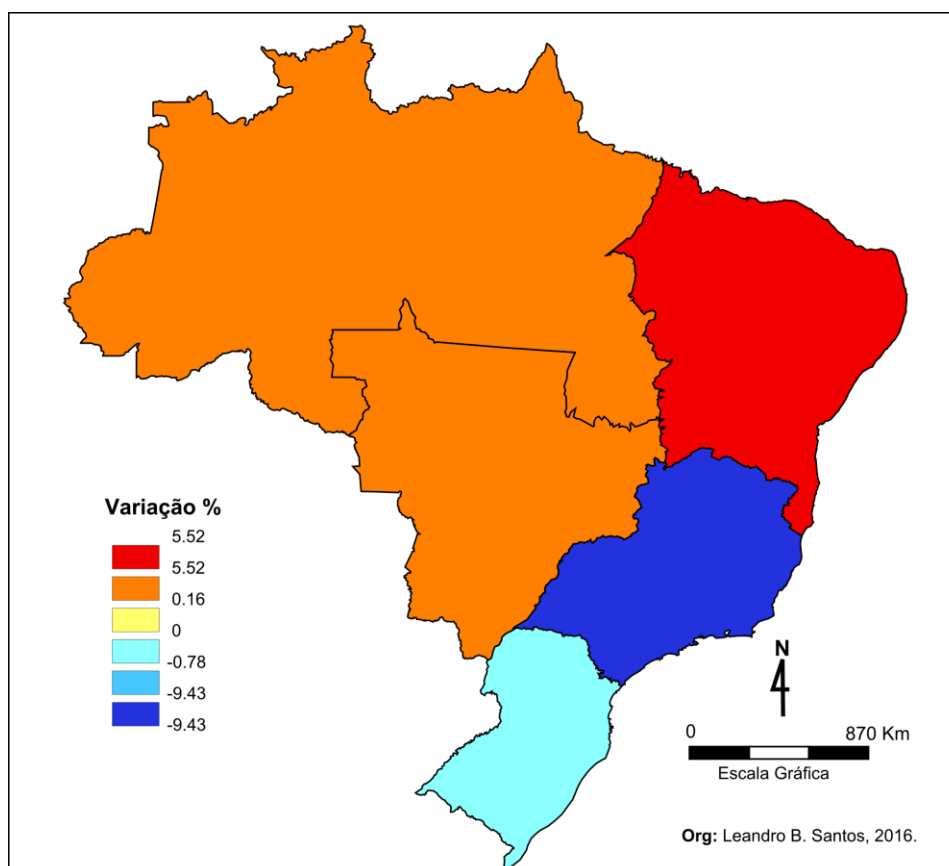 Variação %
5.52
5.52
0.16
0
-0.78
-9.43
-9.43
N
0 870 Km
Escala Gráfica
Org: Leandro B. Santos, 2016.